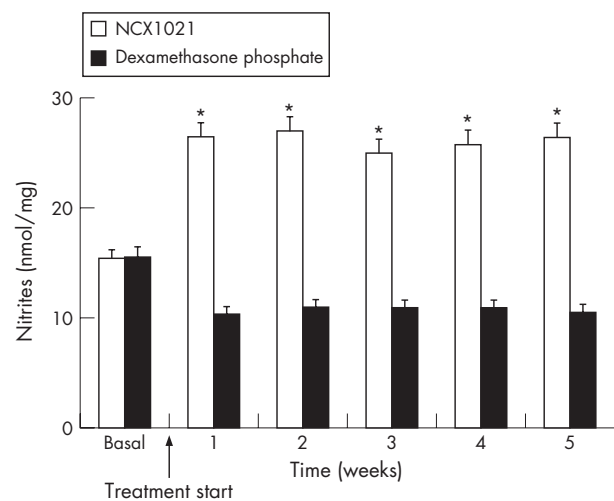 NCX1021
Dexamethasone phosphate
30
20
10
0
Nitrites (nmol/mg)
* * * * *
Basal 1 2 3 4 5
Time (weeks)
Treatment start